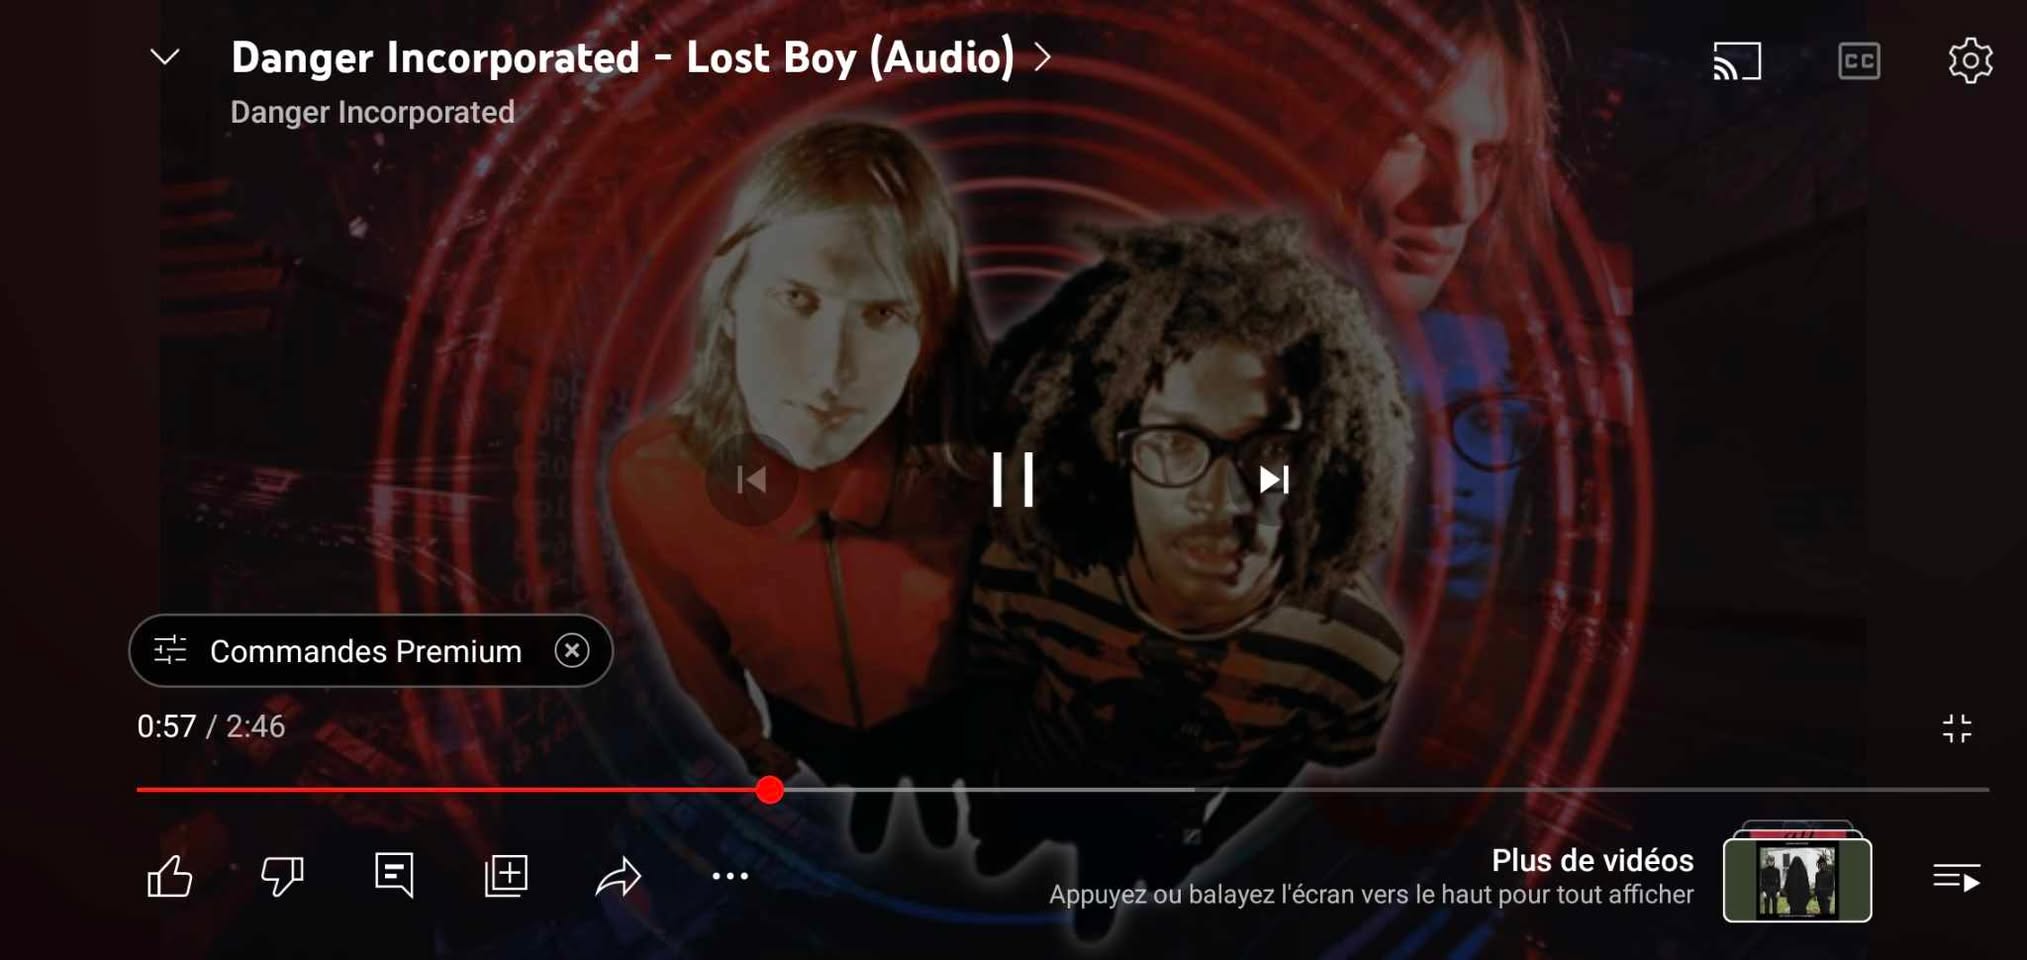 Danger Incorporated - Lost Boy (Audio)
Danger Incorporated
CC
Commandes Premium
0:57 / 2:46
Plus de vidéos
Appuyez ou balayez l'écran vers le haut pour tout afficher